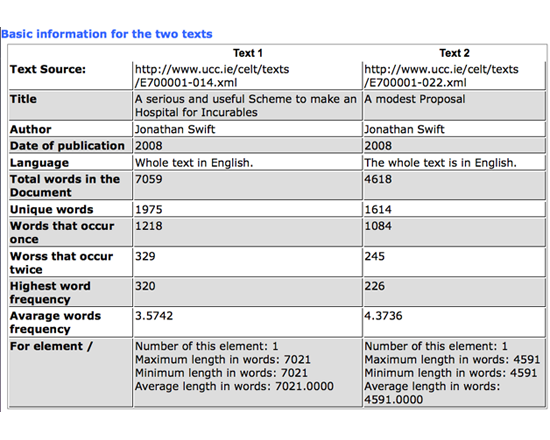 Basic information for the two texts
Text 1 Text 2
Text Source: http://www.ucc.ie/celt/texts http://www.ucc.ie/celt/texts
/E700001-014.xml /E700001-022.xml
Title A serious and useful Scheme to make an A modest Proposal
Hospital for Incurables
Author Jonathan Swift Jonathan Swift
Date of publication 2008 2008
Language Whole text in English. The whole text is in English.
Total words in the 7059 4618
Document
Unique words 1975 1614
Words that occur 1218 1084
once
Worss that occur 329 245
twice
Highest word 320 226
frequency
Avarage words 3.5742 4.3736
frequency
For element / Number of this element: 1 Number of this element: 1
Maximum length in words: 7021 Maximum length in words: 4591
Minimum length in words: 7021 Minimum length in words: 4591
Average length in words: 7021.0000 Average length in words:
4591.0000